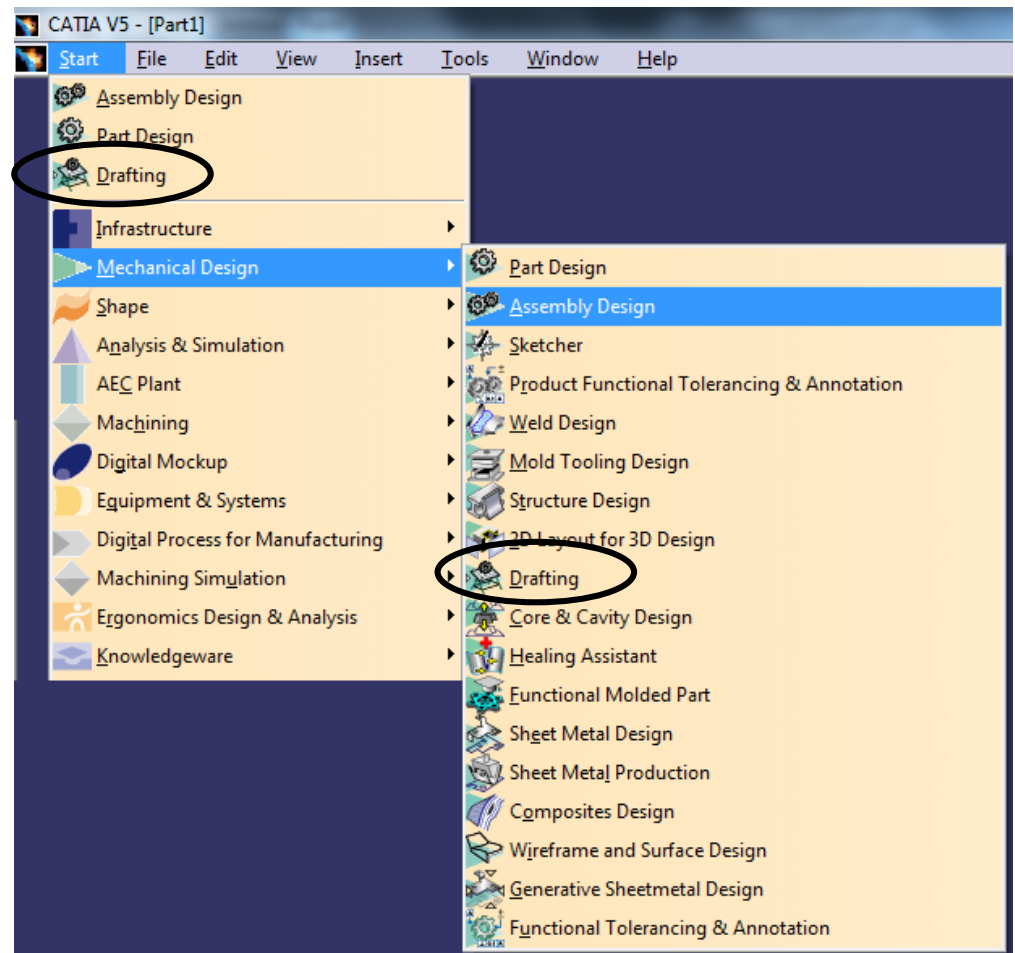 CATIA V5 - [Part1]
Start File Edit View Insert Tools Window Help
Assembly Design
Part Design
Drafting
Infrastructure
Mechanical Design
Shape
Analysis & Simulation
AEC Plant
Machining
Digital Mockup
Equipment & Systems
Digital Process for Manufacturing
Machining Simulation
Ergonomics Design & Analysis
Knowledgeware
Part Design
Assembly Design
Sketcher
Product Functional Tolerancing & Annotation
Weld Design
Mold Tooling Design
Structure Design
2D Layout for 3D Design
Drafting
Core & Cavity Design
Healing Assistant
Functional Molded Part
Sheet Metal Design
Sheet Metal Production
Composites Design
Wireframe and Surface Design
Generative Sheetmetal Design
Functional Tolerancing & Annotation